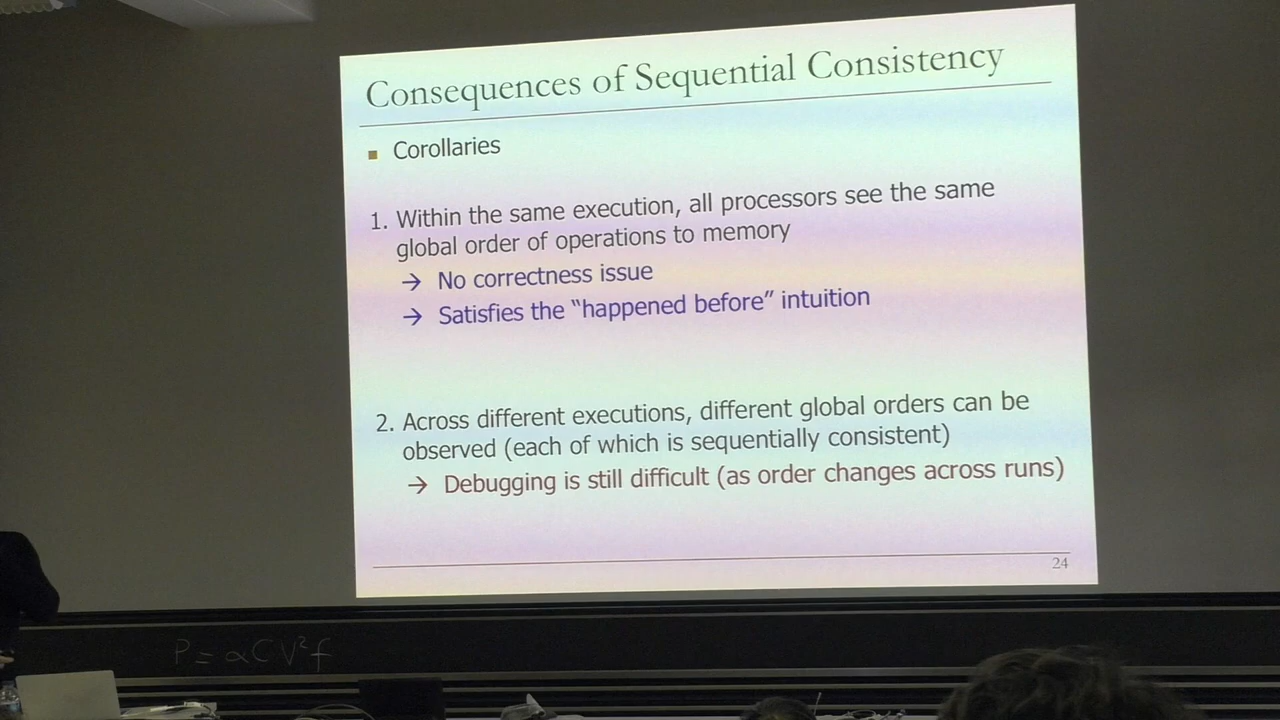 Consequences of Sequential Consistency
■ Corollaries
1. Within the same execution, all processors see the same
global order of operations to memory
→ No correctness issue
→ Satisfies the “happened before” intuition
2. Across different executions, different global orders can be
observed (each of which is sequentially consistent)
→ Debugging is still difficult (as order changes across runs)
24
P=αCV²f